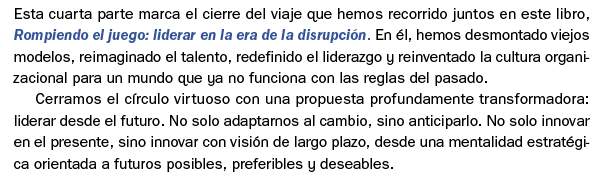 Esta cuarta parte marca el cierre del viaje que hemos recorrido juntos en este libro,
Rompiendo el juego: liderar en la era de la disrupción. En él, hemos desmontado viejos
modelos, reimaginado el talento, redefinido el liderazgo y reinventado la cultura organi-
zacional para un mundo que ya no funciona con las reglas del pasado.
Cerramos el círculo virtuoso con una propuesta profundamente transformadora:
liderar desde el futuro. No solo adaptarnos al cambio, sino anticiparlo. No solo innovar
en el presente, sino innovar con visión de largo plazo, desde una mentalidad estratégi-
ca orientada a futuros posibles, preferibles y deseables.